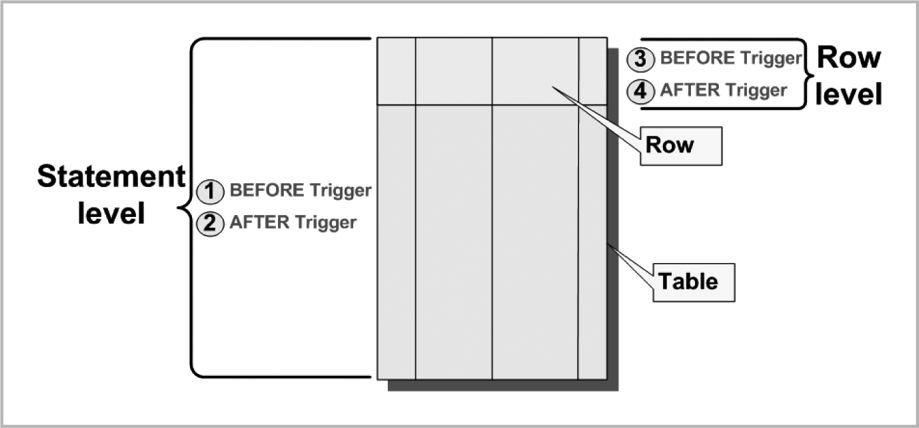 Statement
level
1 BEFORE Trigger
2 AFTER Trigger
3 BEFORE Trigger
4 AFTER Trigger
Row
level
Row
Table